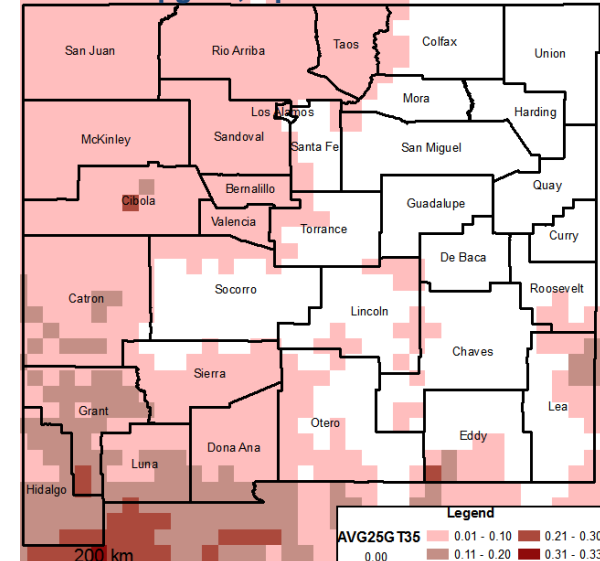 San Juan
Rio Arriba
Taos
Colfax
Union
Mora
Harding
Los Alamos
McKinley
Sandoval
Santa Fe
San Miguel
Cibola
Bernalillo
Quay
Guadalupe
Valencia
Torrance
Curry
De Baca
Catron
Socorro
Roosevelt
Lincoln
Chaves
Sierra
Grant
Lea
Otero
Eddy
Dona Ana
Luna
Hidalgo
Legend
AVG25GT35
0.01 - 0.10
0.21 - 0.30
0.00
0.11 - 0.20
0.31 - 0.33
200 km